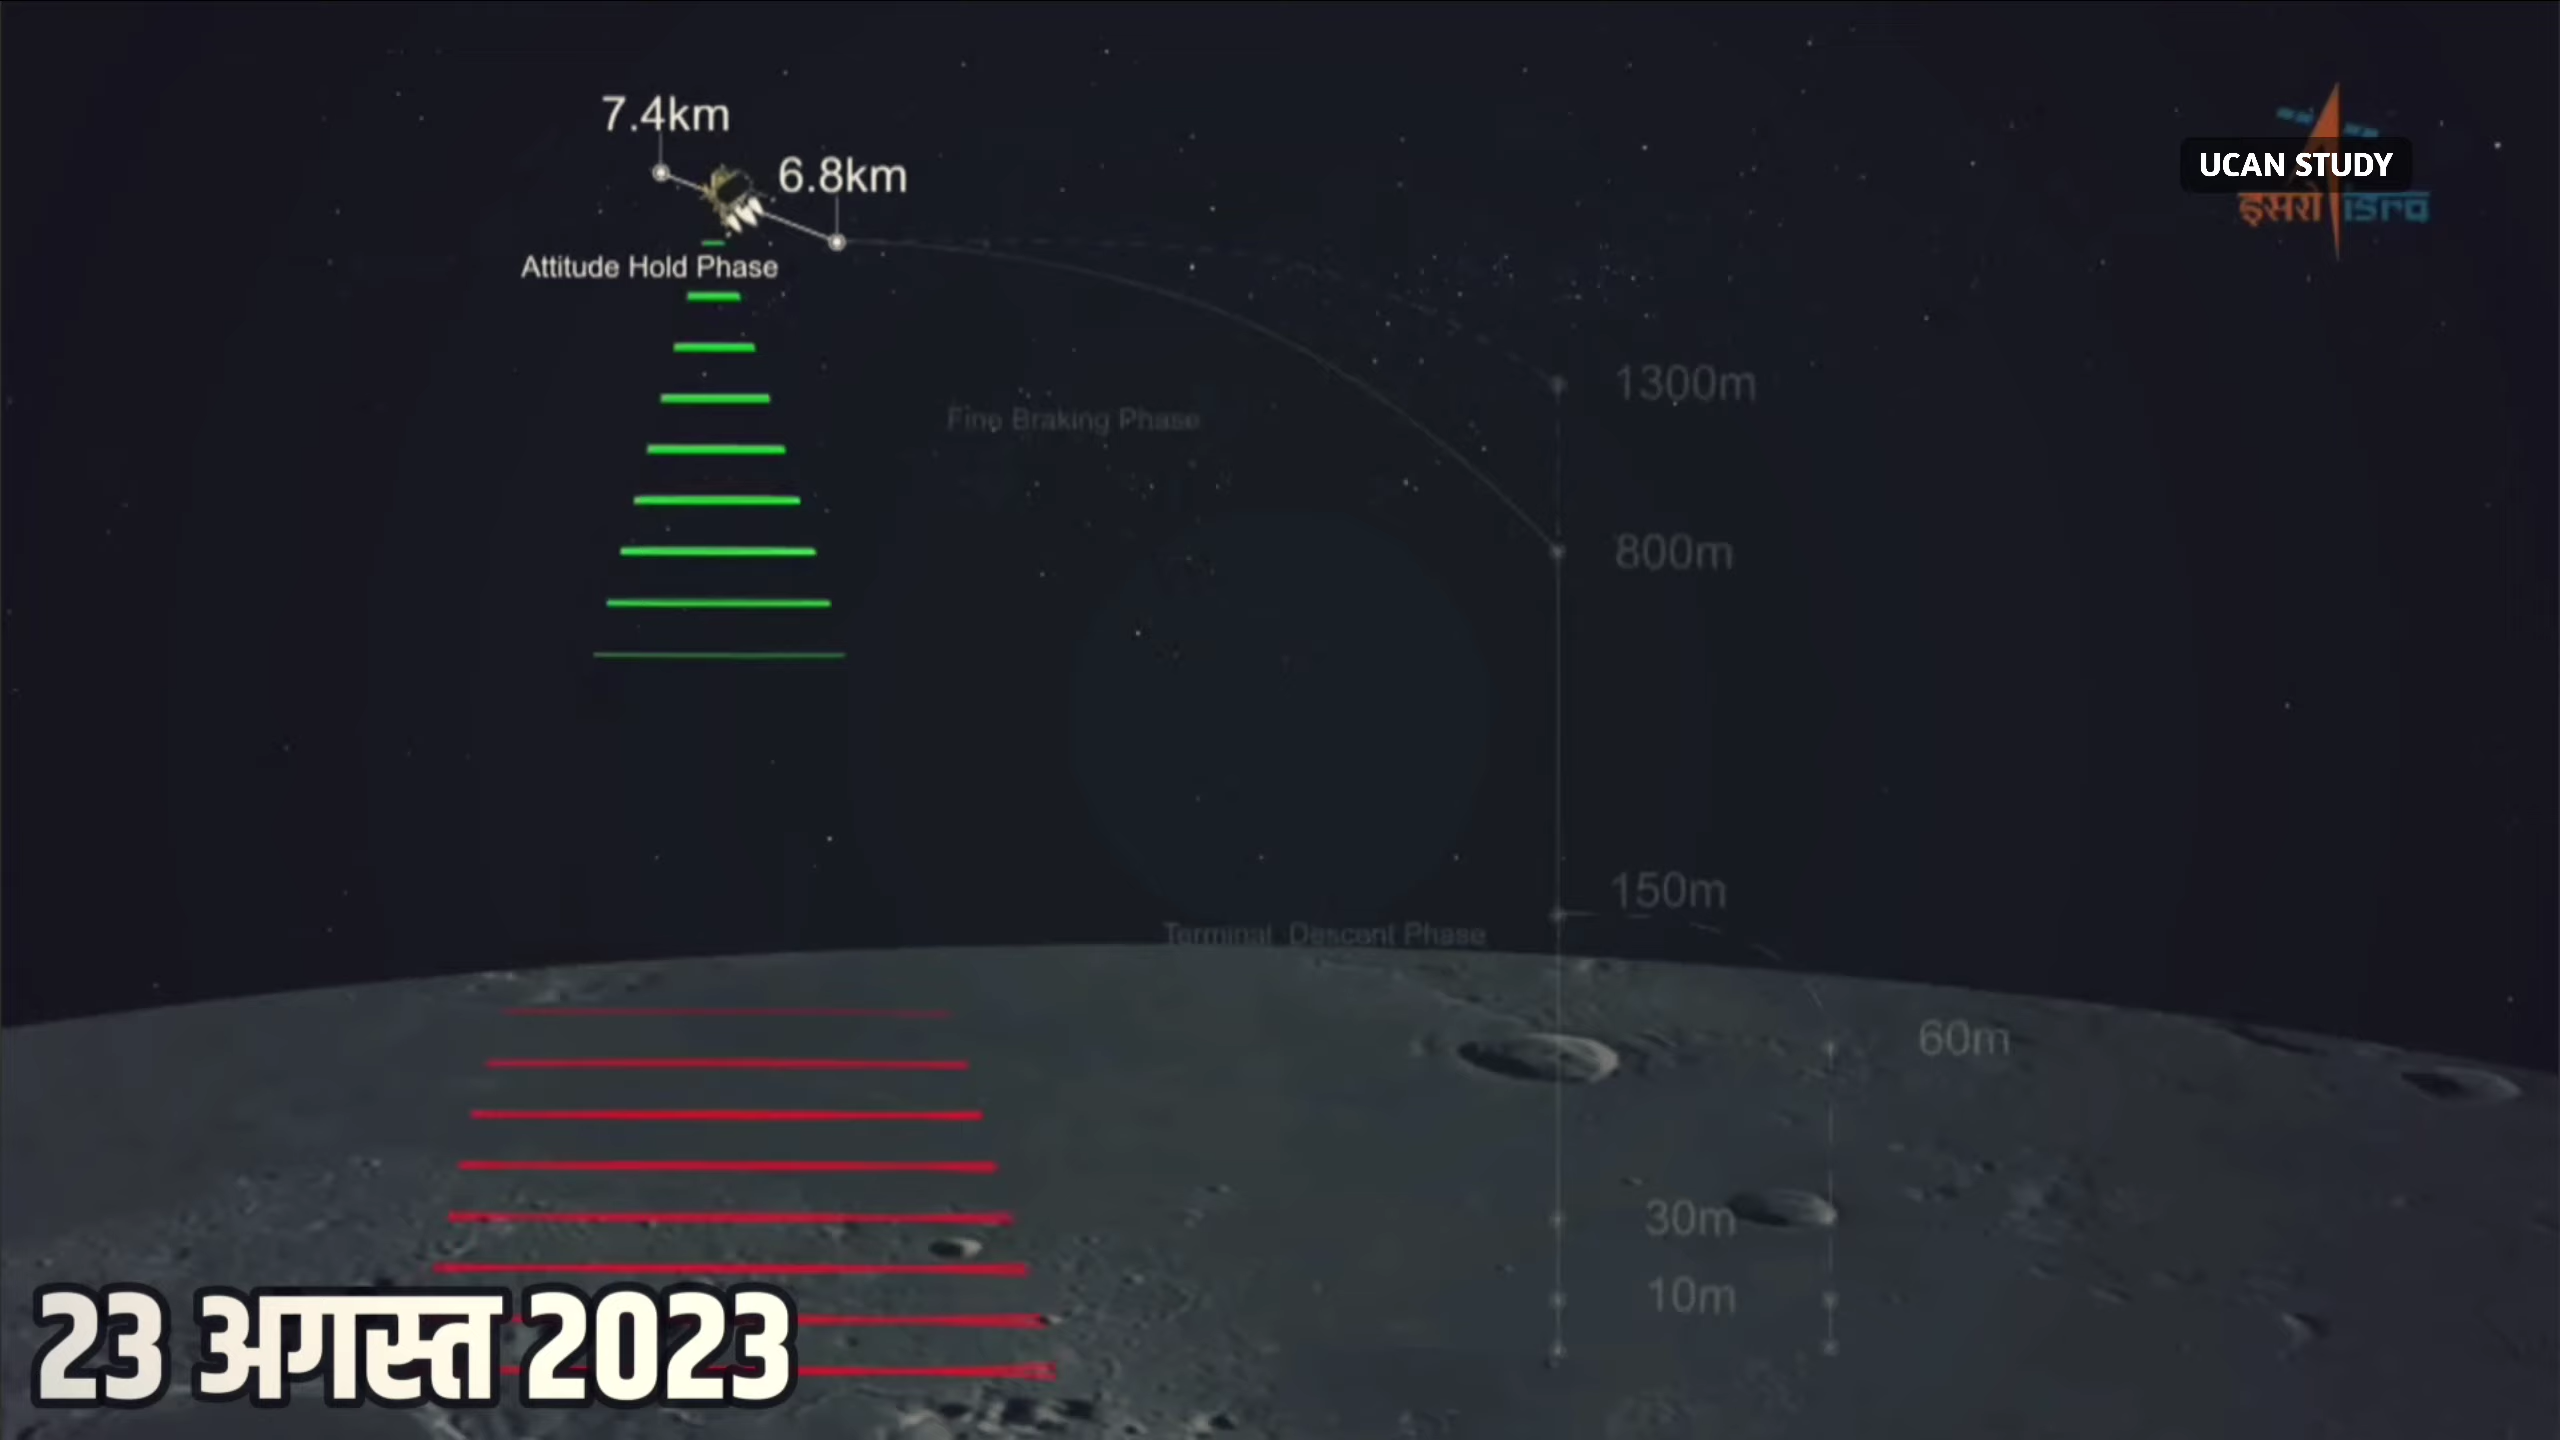 7.4km
6.8km
UCAN STUDY
इसरो isro
Attitude Hold Phase
1300m
Fine Braking Phase
800m
150m
Terminal Descent Phase
60m
30m
10m
23 अगस्त 2023